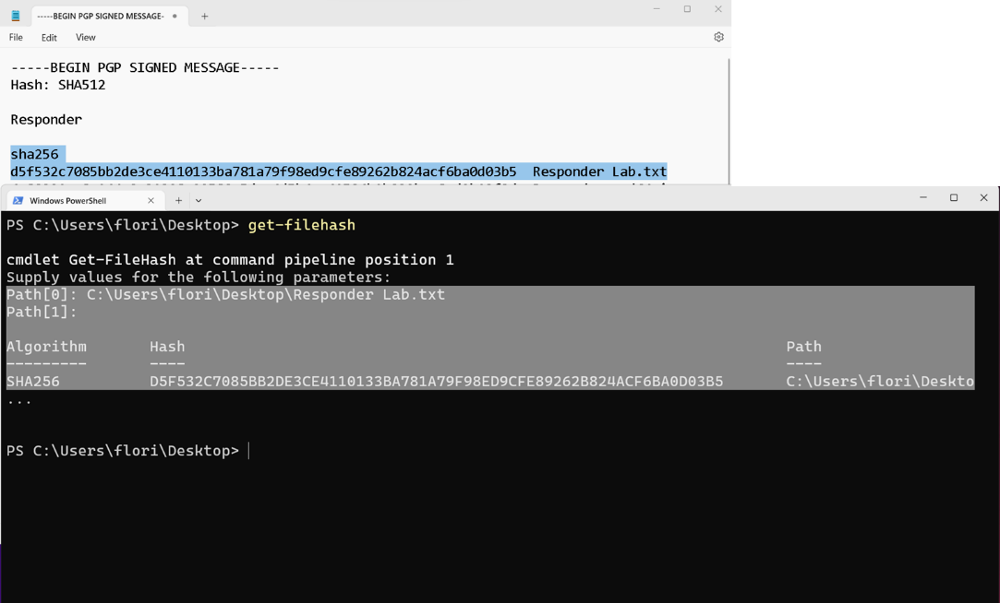 -----BEGIN PGP SIGNED MESSAGE-
File Edit View
-----BEGIN PGP SIGNED MESSAGE-----
Hash: SHA512
Responder
sha256
d5f532c7085bb2de3ce4110133ba781a79f98ed9cfe89262b824acf6ba0d03b5  Responder Lab.txt
Windows PowerShell
PS C:\Users\flori\Desktop> get-filehash
cmdlet Get-FileHash at command pipeline position 1
Supply values for the following parameters:
Path[0]: C:\Users\flori\Desktop\Responder Lab.txt
Path[1]:
Algorithm Hash Path
--------- ---- ----
SHA256 D5F532C7085BB2DE3CE4110133BA781A79F98ED9CFE89262B824ACF6BA0D03B5 C:\Users\flori\Deskto
...
PS C:\Users\flori\Desktop>